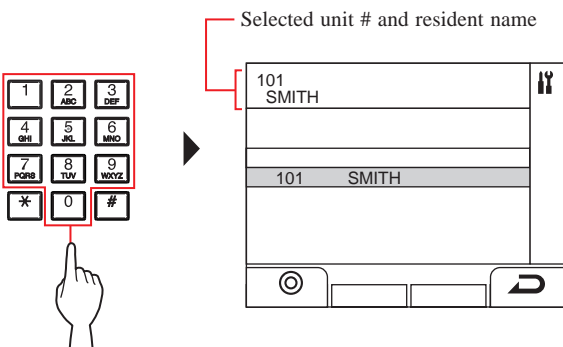 Selected unit # and resident name
1
2
ABC
3
DEF
4
GHI
5
JKL
6
MNO
7
PQRS
8
TUV
9
WXYZ
*
0
#
101
SMITH
101 SMITH